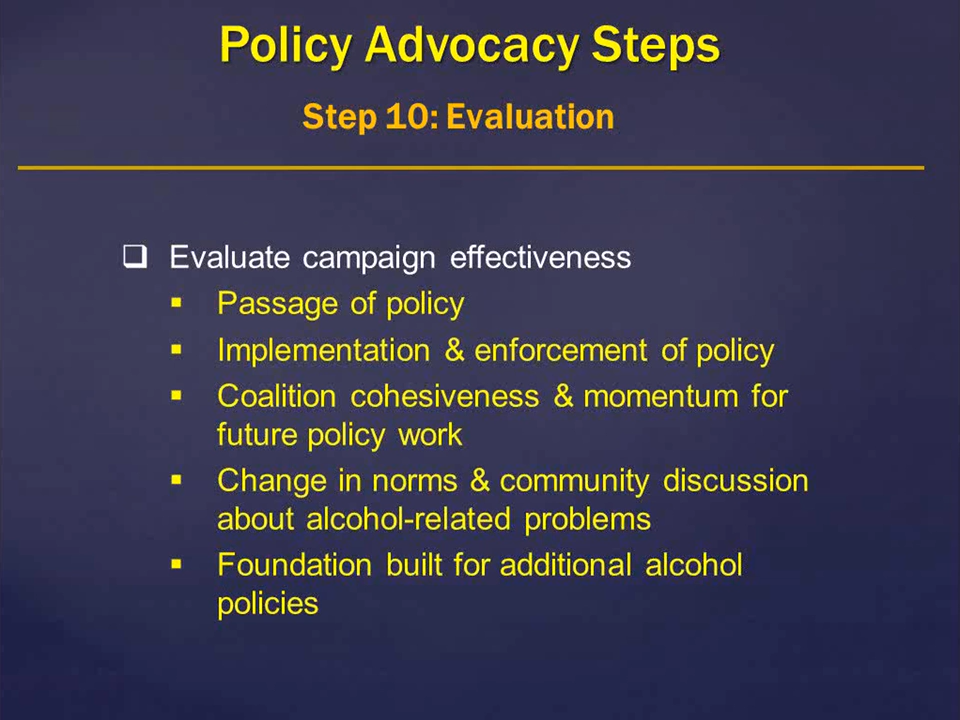 Policy Advocacy Steps
Step 10: Evaluation
Evaluate campaign effectiveness
Passage of policy
Implementation & enforcement of policy
Coalition cohesiveness & momentum for
future policy work
Change in norms & community discussion
about alcohol-related problems
Foundation built for additional alcohol
policies